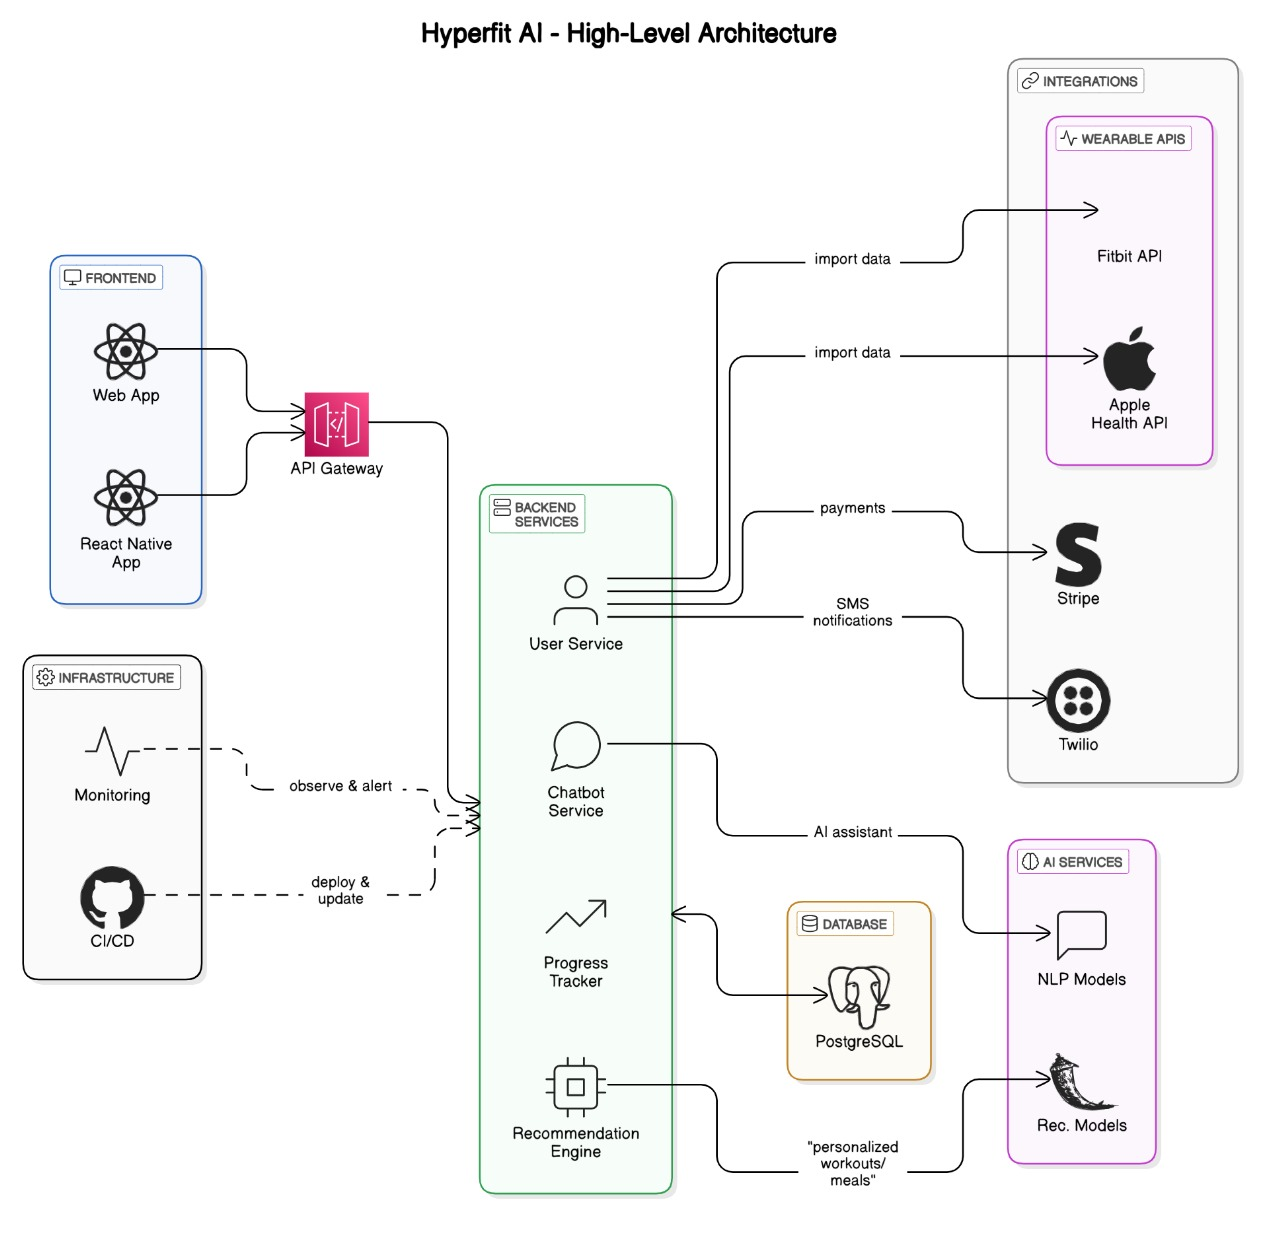 Hyperfit AI - High-Level Architecture
INTEGRATIONS
WEARABLE APIS
Fitbit API
Apple
Health API
Stripe
Twilio
FRONTEND
Web App
React Native
App
API Gateway
INFRASTRUCTURE
Monitoring
CI/CD
observe & alert
deploy &
update
BACKEND
SERVICES
User Service
Chatbot
Service
Progress
Tracker
Recommendation
Engine
import data
import data
payments
SMS
notifications
AI assistant
DATABASE
PostgreSQL
"personalized
workouts/
meals"
AI SERVICES
NLP Models
Rec. Models